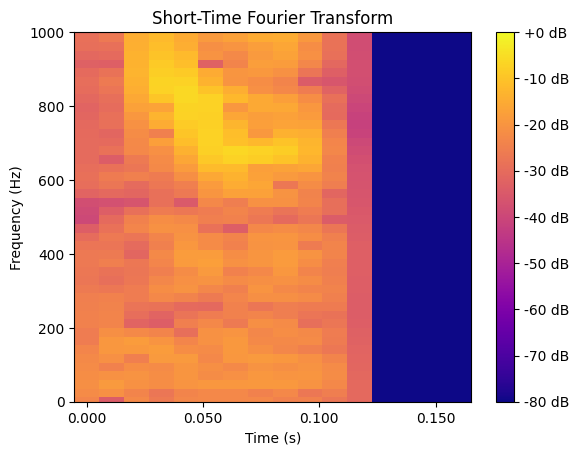 Short-Time Fourier Transform
1000
800
600
400
200
0
Frequency (Hz)
0.000
0.050
0.100
0.150
Time (s)
+0 dB
-10 dB
-20 dB
-30 dB
-40 dB
-50 dB
-60 dB
-70 dB
-80 dB